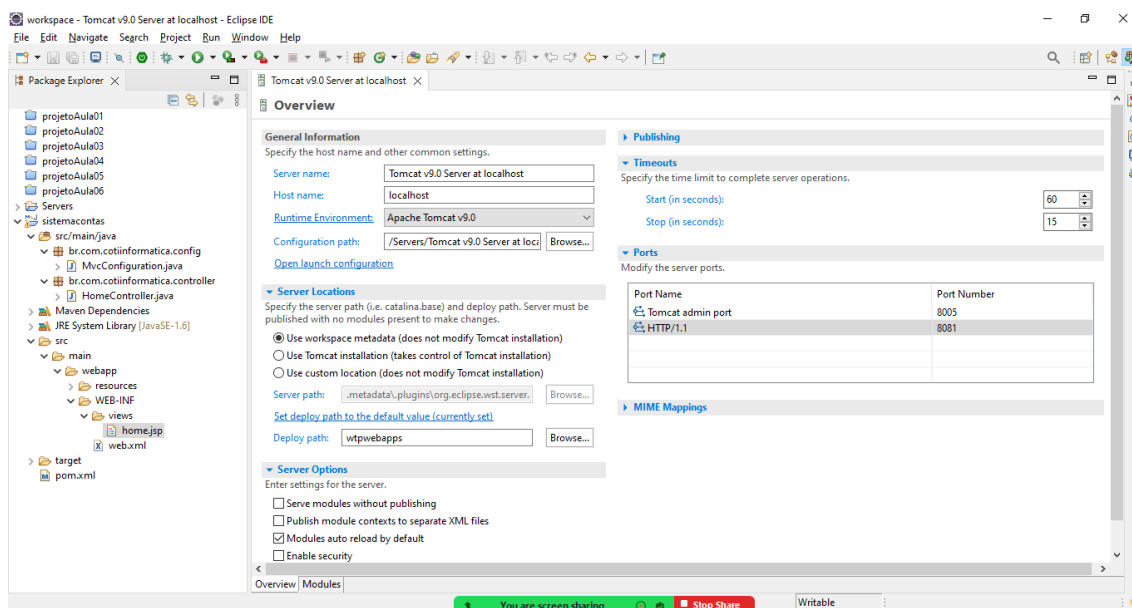 workspace - Tomcat v9.0 Server at localhost - Eclipse IDE
File Edit Navigate Search Project Run Window Help
Package Explorer
projetoAula01
projetoAula02
projetoAula03
projetoAula04
projetoAula05
projetoAula06
Servers
sistemacontas
src/main/java
br.com.cotiinformatica.config
MvcConfiguration.java
br.com.cotiinformatica.controller
HomeController.java
Maven Dependencies
JRE System Library [JavaSE-1.6]
src
main
webapp
resources
WEB-INF
views
home.jsp
web.xml
target
pom.xml
Tomcat v9.0 Server at localhost
Overview
General Information
Specify the host name and other common settings.
Server name: Tomcat v9.0 Server at localhost
Host name: localhost
Runtime Environment: Apache Tomcat v9.0
Configuration path: /Servers/Tomcat v9.0 Server at loca Browse...
Open launch configuration
Server Locations
Specify the server path (i.e. catalina.base) and deploy path. Server must be
published with no modules present to make changes.
Use workspace metadata (does not modify Tomcat installation)
Use Tomcat installation (takes control of Tomcat installation)
Use custom location (does not modify Tomcat installation)
Server path: .metadata\.plugins\org.eclipse.wst.server. Browse...
Set deploy path to the default value (currently set)
Deploy path: wtpwebapps Browse...
Server Options
Enter settings for the server.
Serve modules without publishing
Publish module contexts to separate XML files
Modules auto reload by default
Enable security
Publishing
Timeouts
Specify the time limit to complete server operations.
Start (in seconds): 60
Stop (in seconds): 15
Ports
Modify the server ports.
Port Name Port Number
Tomcat admin port 8005
HTTP/1.1 8081
MIME Mappings
Overview Modules
You are screen sharing Stop Share
Writable